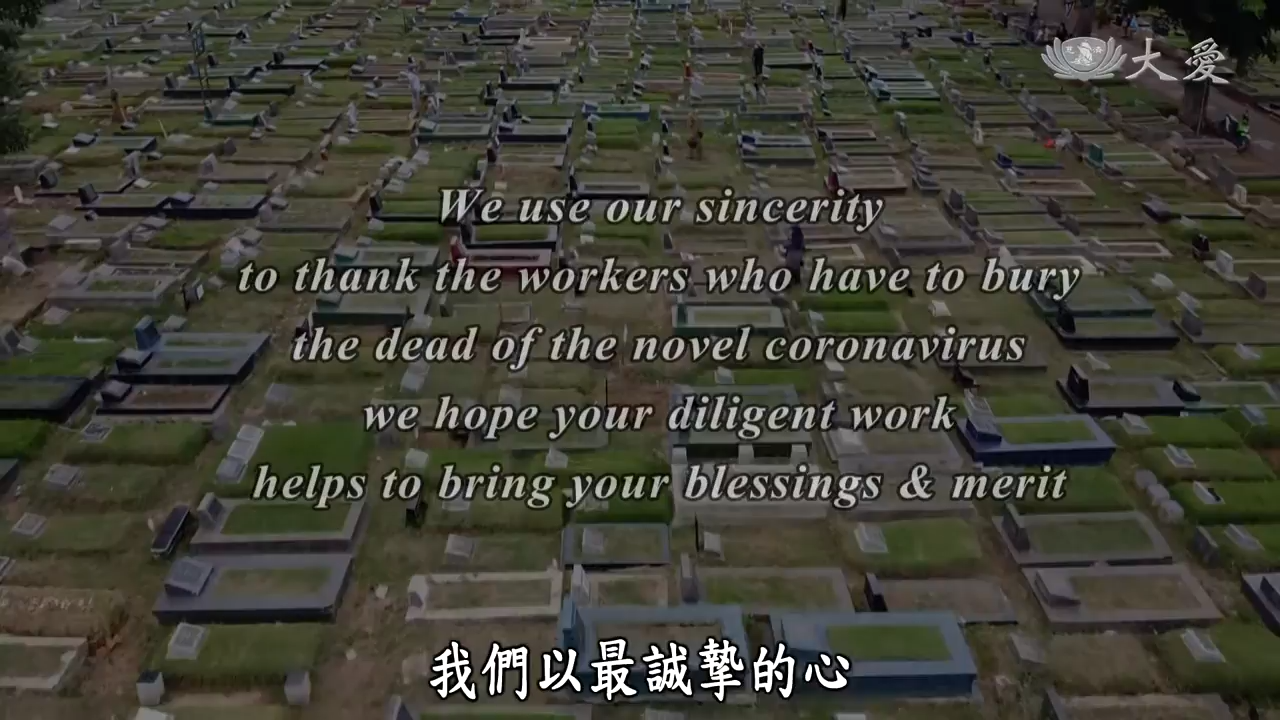 大愛
We use our sincerity
to thank the workers who have to bury
the dead of the novel coronavirus
we hope your diligent work
helps to bring your blessings & merit
我們以最誠摯的心